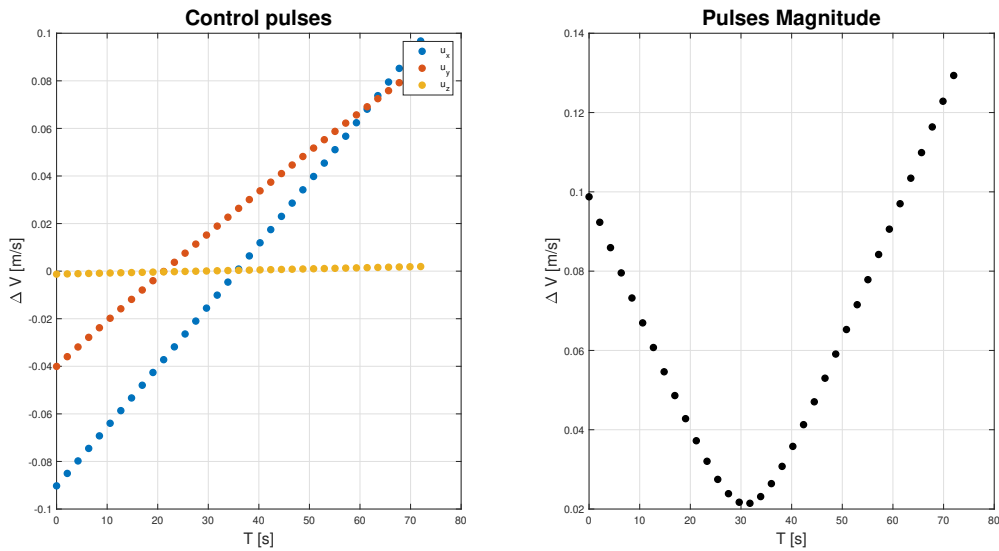 Control pulses
0.1
0.08
0.06
0.04
0.02
0
-0.02
-0.04
-0.06
-0.08
-0.1
Δ V [m/s]
0 10 20 30 40 50 60 70 80
T [s]
u_x
u_y
u_z
Pulses Magnitude
0.14
0.12
0.1
0.08
0.06
0.04
0.02
Δ V [m/s]
0 10 20 30 40 50 60 70 80
T [s]